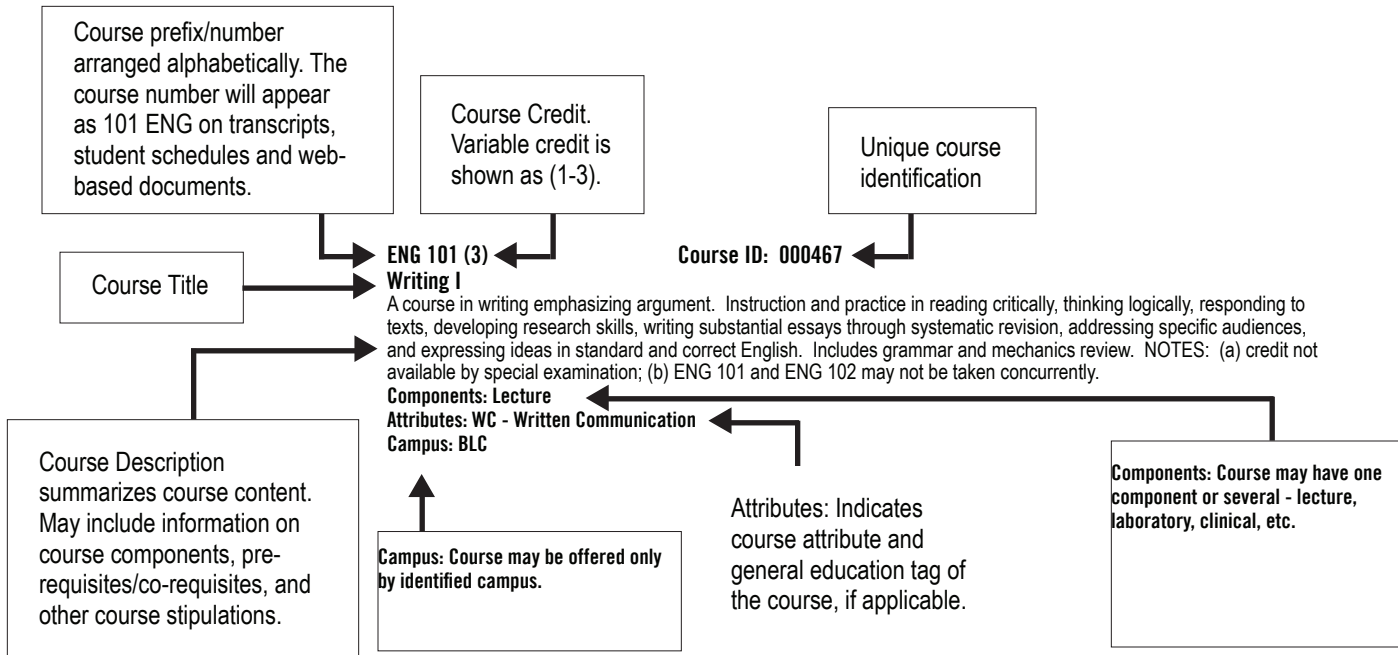 Course prefix/number
arranged alphabetically. The
course number will appear
as 101 ENG on transcripts,
student schedules and web-
based documents.
Course Credit.
Variable credit is
shown as (1-3).
Unique course
identification
Course Title
ENG 101 (3)
Course ID: 000467
Writing I
A course in writing emphasizing argument. Instruction and practice in reading critically, thinking logically, responding to
texts, developing research skills, writing substantial essays through systematic revision, addressing specific audiences,
and expressing ideas in standard and correct English. Includes grammar and mechanics review. NOTES: (a) credit not
available by special examination; (b) ENG 101 and ENG 102 may not be taken concurrently.
Components: Lecture
Attributes: WC - Written Communication
Campus: BLC
Course Description
summarizes course content.
May include information on
course components, pre-
requisites/co-requisites, and
other course stipulations.
Campus: Course may be offered only
by identified campus.
Attributes: Indicates
course attribute and
general education tag of
the course, if applicable.
Components: Course may have one
component or several - lecture,
laboratory, clinical, etc.